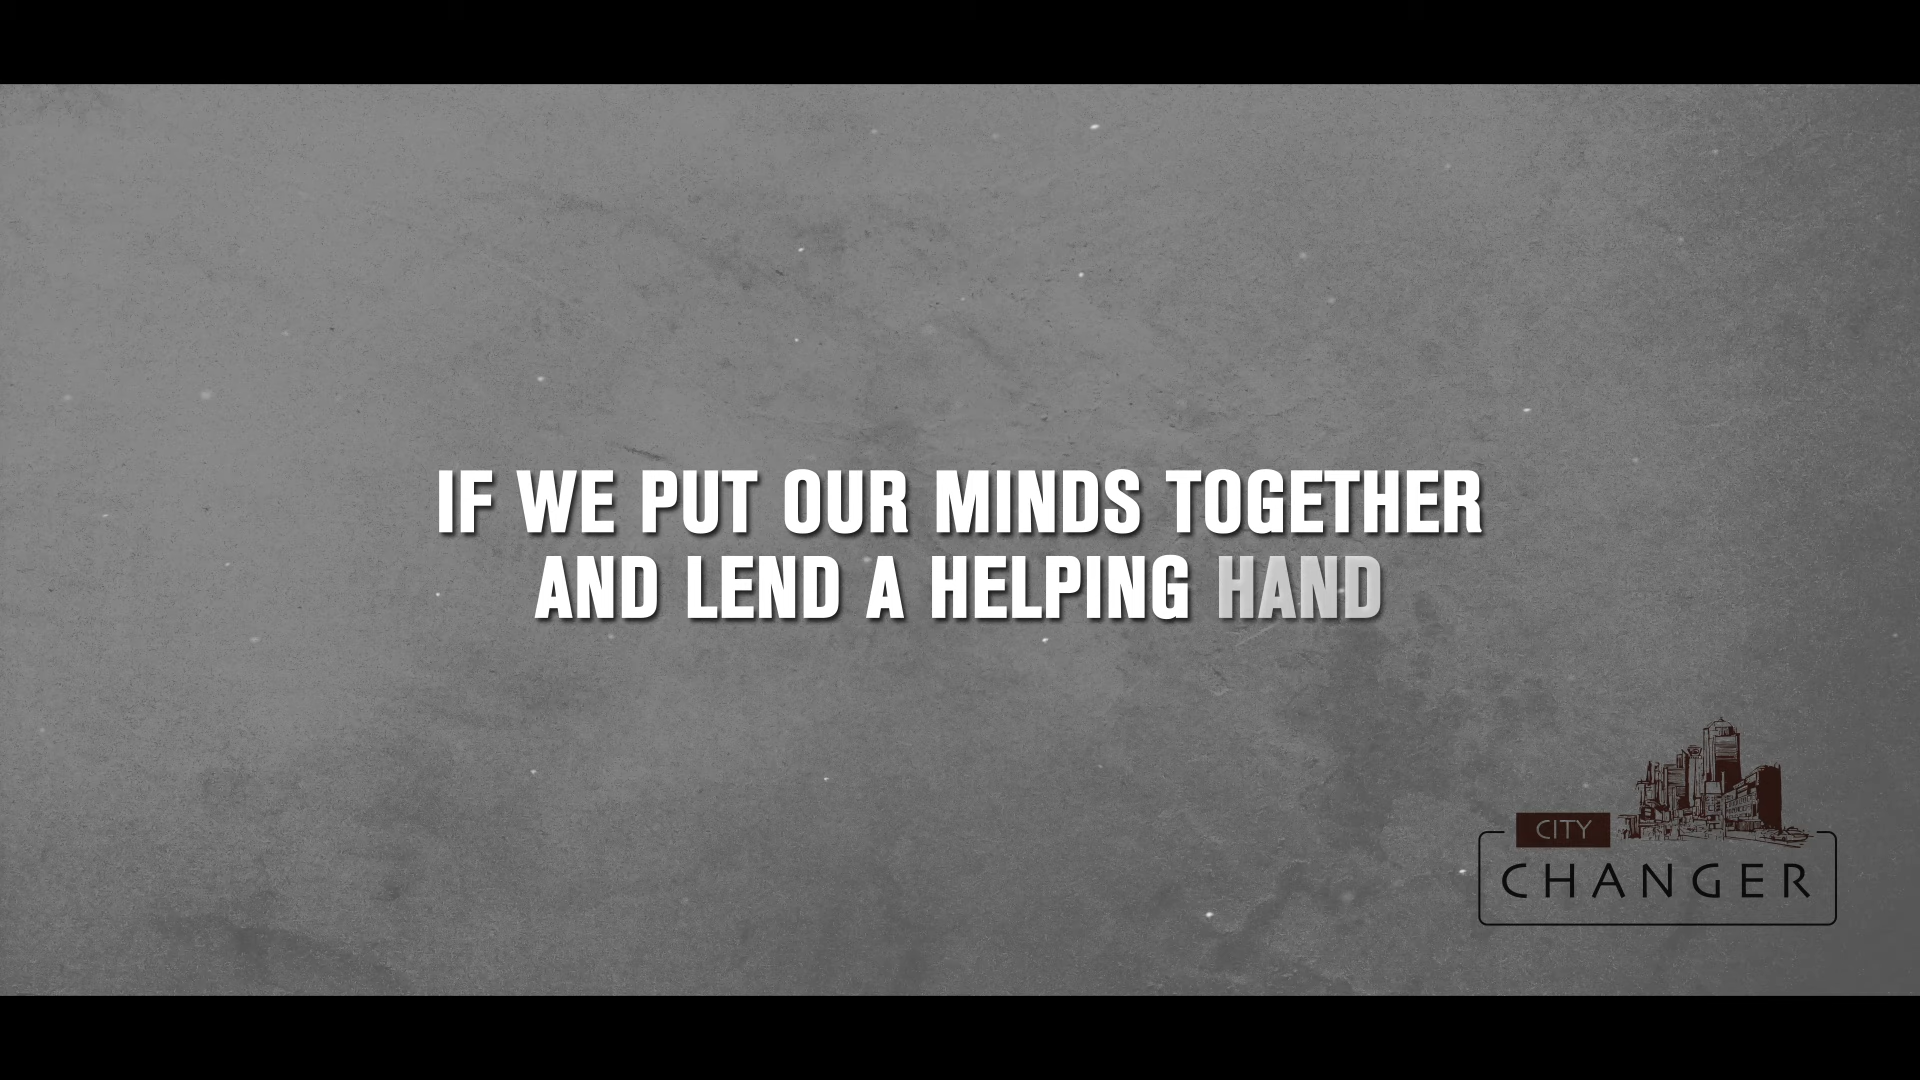 IF WE PUT OUR MINDS TOGETHER
AND LEND A HELPING HAND
CITY
CHANGER